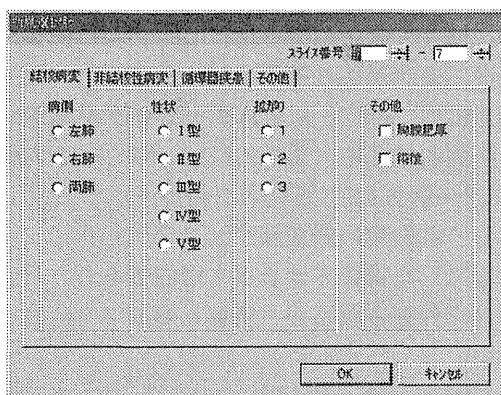 スライス番号 - 7
結核病変 非結核性病変 循環器疾患 その他
病側 性状 拡がり その他
左肺 I型 1 胸膜肥厚
右肺 II型 2
両肺 III型 3
IV型
V型
OK キャンセル